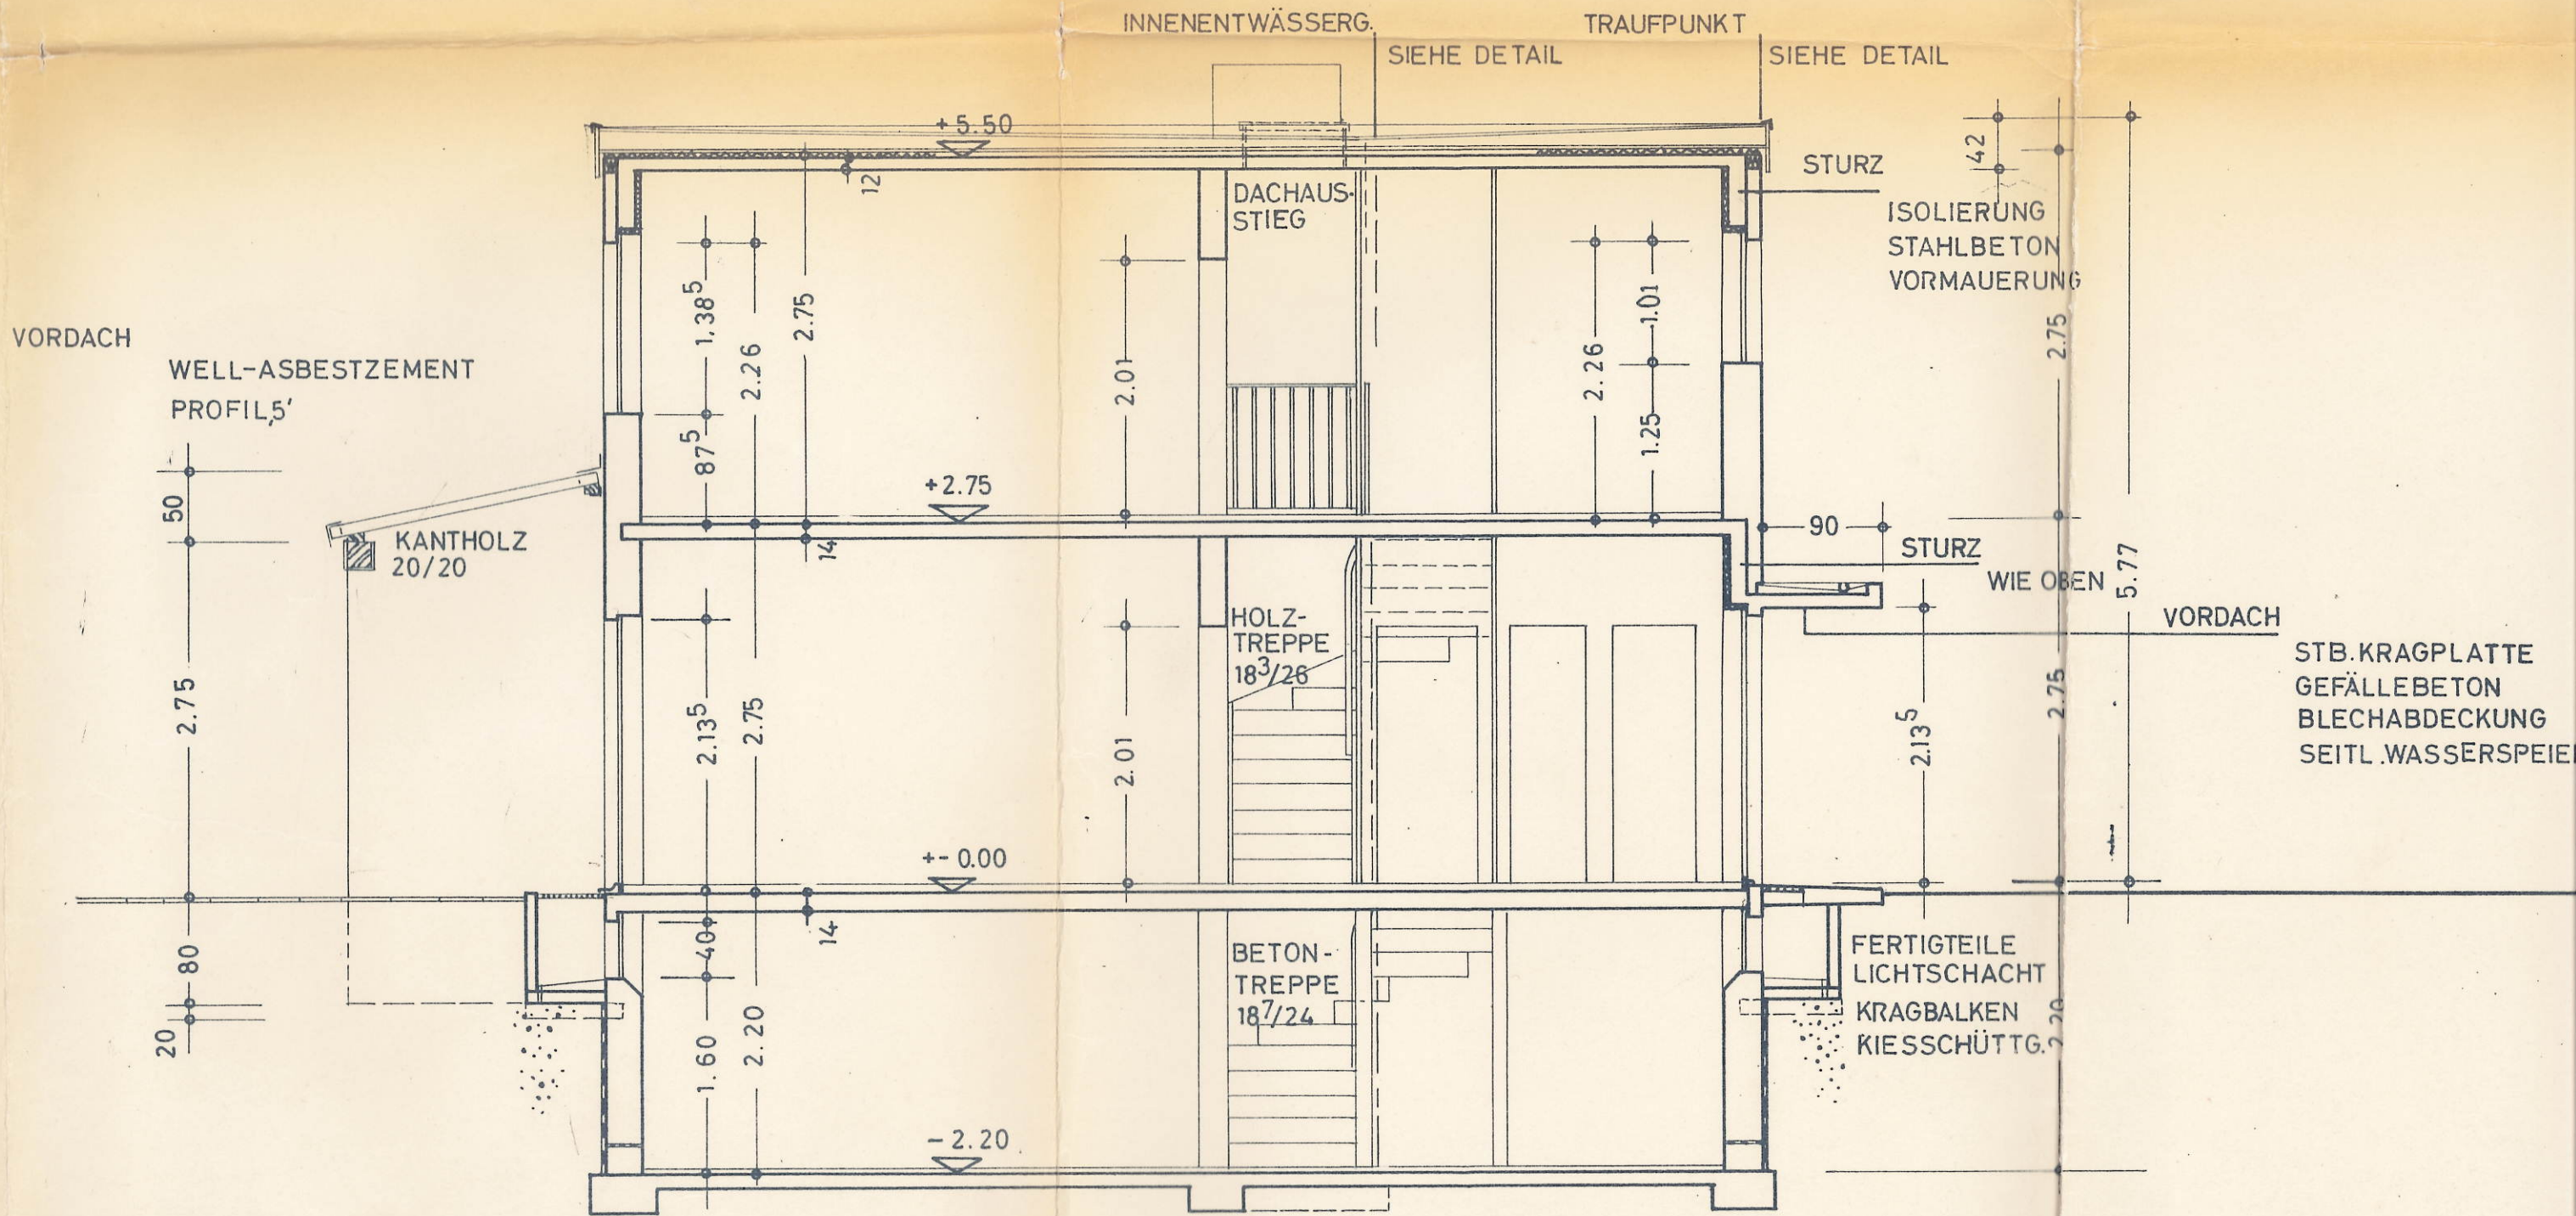 INNENENTWÄSSERG.
SIEHE DETAIL
TRAUFPUNKT
SIEHE DETAIL
+5.50
12
42
STURZ
ISOLIERUNG
STAHLBETON
VORMAUERUNG
DACHAUS-
STIEG
VORDACH
WELL-ASBESTZEMENT
PROFIL,5'
1.38⁵
2.26
2.75
2.01
2.26
1.01
2.75
87⁵
1.25
+2.75
50
KANTHOLZ
20/20
14
90
STURZ
WIE OBEN
5.77
VORDACH
STB.KRAGPLATTE
GEFÄLLEBETON
BLECHABDECKUNG
SEITL.WASSERSPEIE
HOLZ-
TREPPE
18³/26
2.75
2.13⁵
2.75
2.01
2.13⁵
2.75
+- 0.00
80
20
40
14
1.60
2.20
BETON-
TREPPE
18⁷/24
FERTIGTEILE
LICHTSCHACHT
KRAGBALKEN
KIESSCHÜTTG.
2.20
-2.20